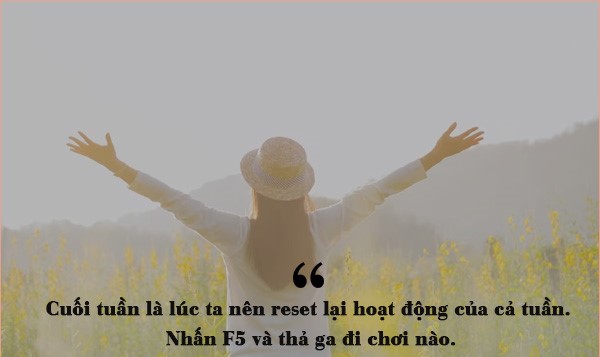 “
Cuối tuần là lúc ta nên reset lại hoạt động của cả tuần.
Nhấn F5 và thả ga đi chơi nào.